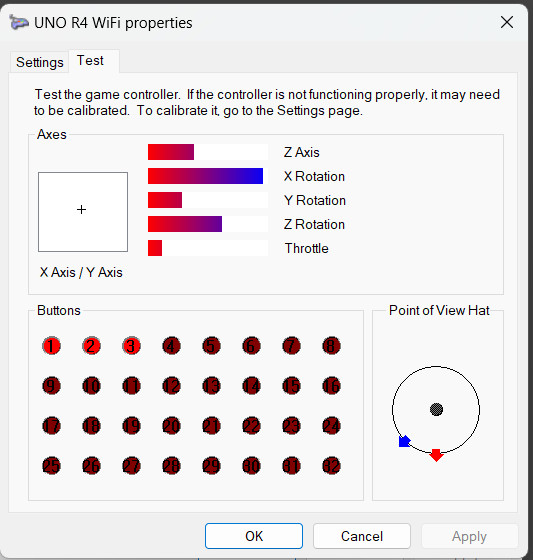 UNO R4 WiFi properties
Settings Test
Test the game controller. If the controller is not functioning properly, it may need
to be calibrated. To calibrate it, go to the Settings page.
Axes
Z Axis
X Rotation
Y Rotation
Z Rotation
Throttle
X Axis / Y Axis
Buttons
1 2 3 4 5 6 7 8
9 10 11 12 13 14 15 16
17 18 19 20 21 22 23 24
25 26 27 28 29 30 31 32
Point of View Hat
OK Cancel Apply